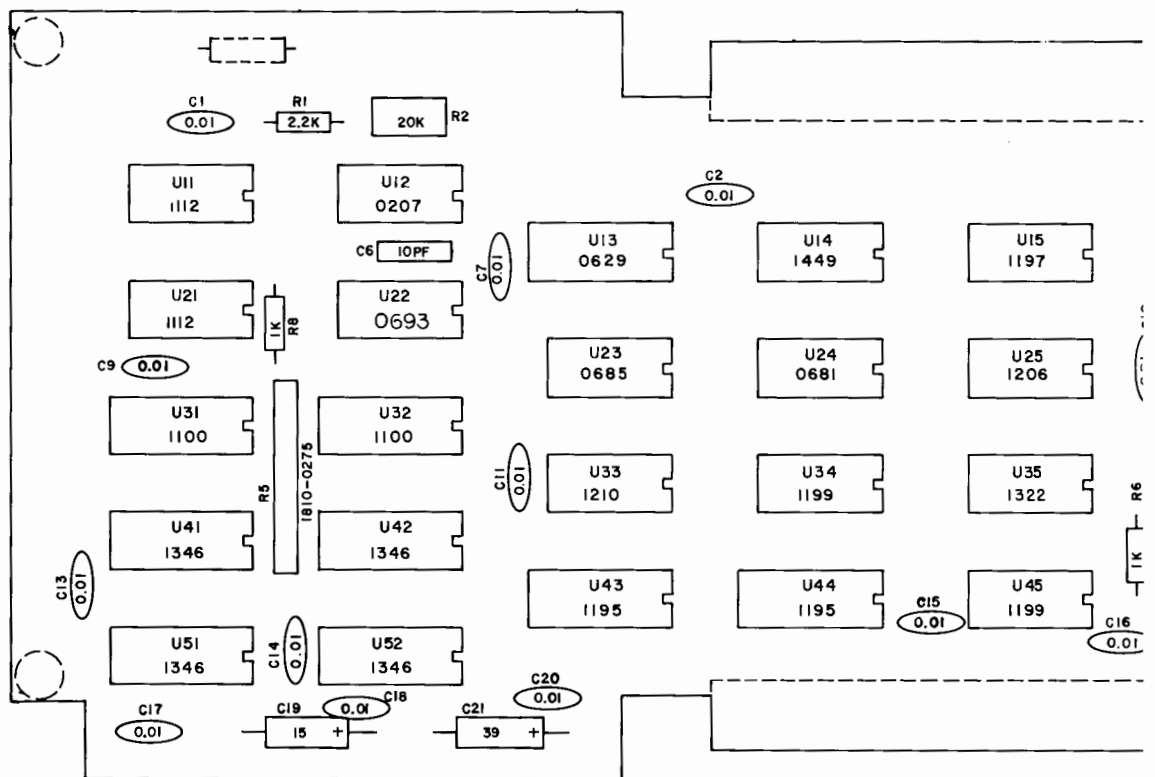 C1
0.01
R1
2.2K
20K
R2
U11
1112
U12
0207
C2
0.01
C6
10PF
C7
0.01
U13
0629
U14
1449
U15
1197
U21
1112
1K
R8
U22
0693
C9
0.01
U23
0685
U24
0681
U25
1206
U31
1100
U32
1100
R5
1810-0275
C11
0.01
U33
1210
U34
1199
U35
1322
R6
1K
U41
1346
U42
1346
C13
0.01
U43
1195
U44
1195
C15
0.01
U45
1199
C16
0.01
U51
1346
C14
0.01
U52
1346
C17
0.01
C19
15 +
C18
0.01
C21
39 +
C20
0.01